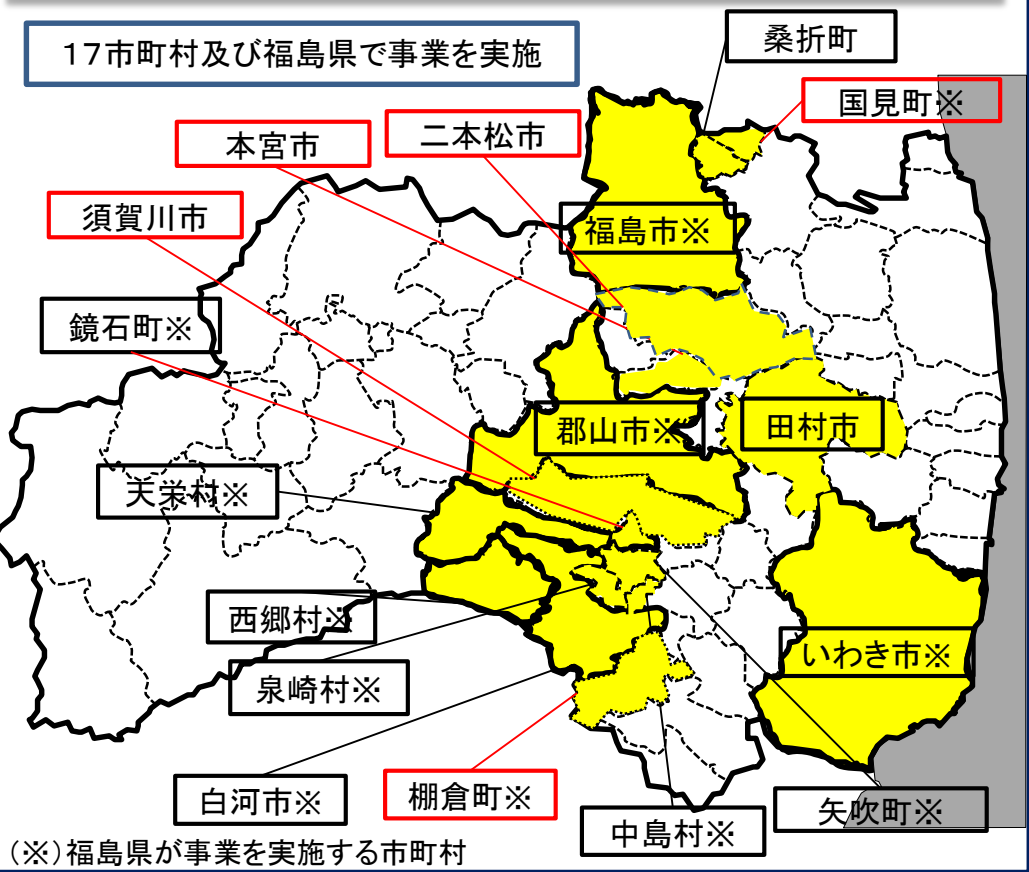 17市町村及び福島県で事業を実施
桑折町
国見町※
二本松市
本宮市
須賀川市
福島市※
鏡石町※
郡山市※
田村市
天栄村※
西郷村※
いわき市※
泉崎村※
白河市※
棚倉町※
中島村※
矢吹町※
(※)福島県が事業を実施する市町村